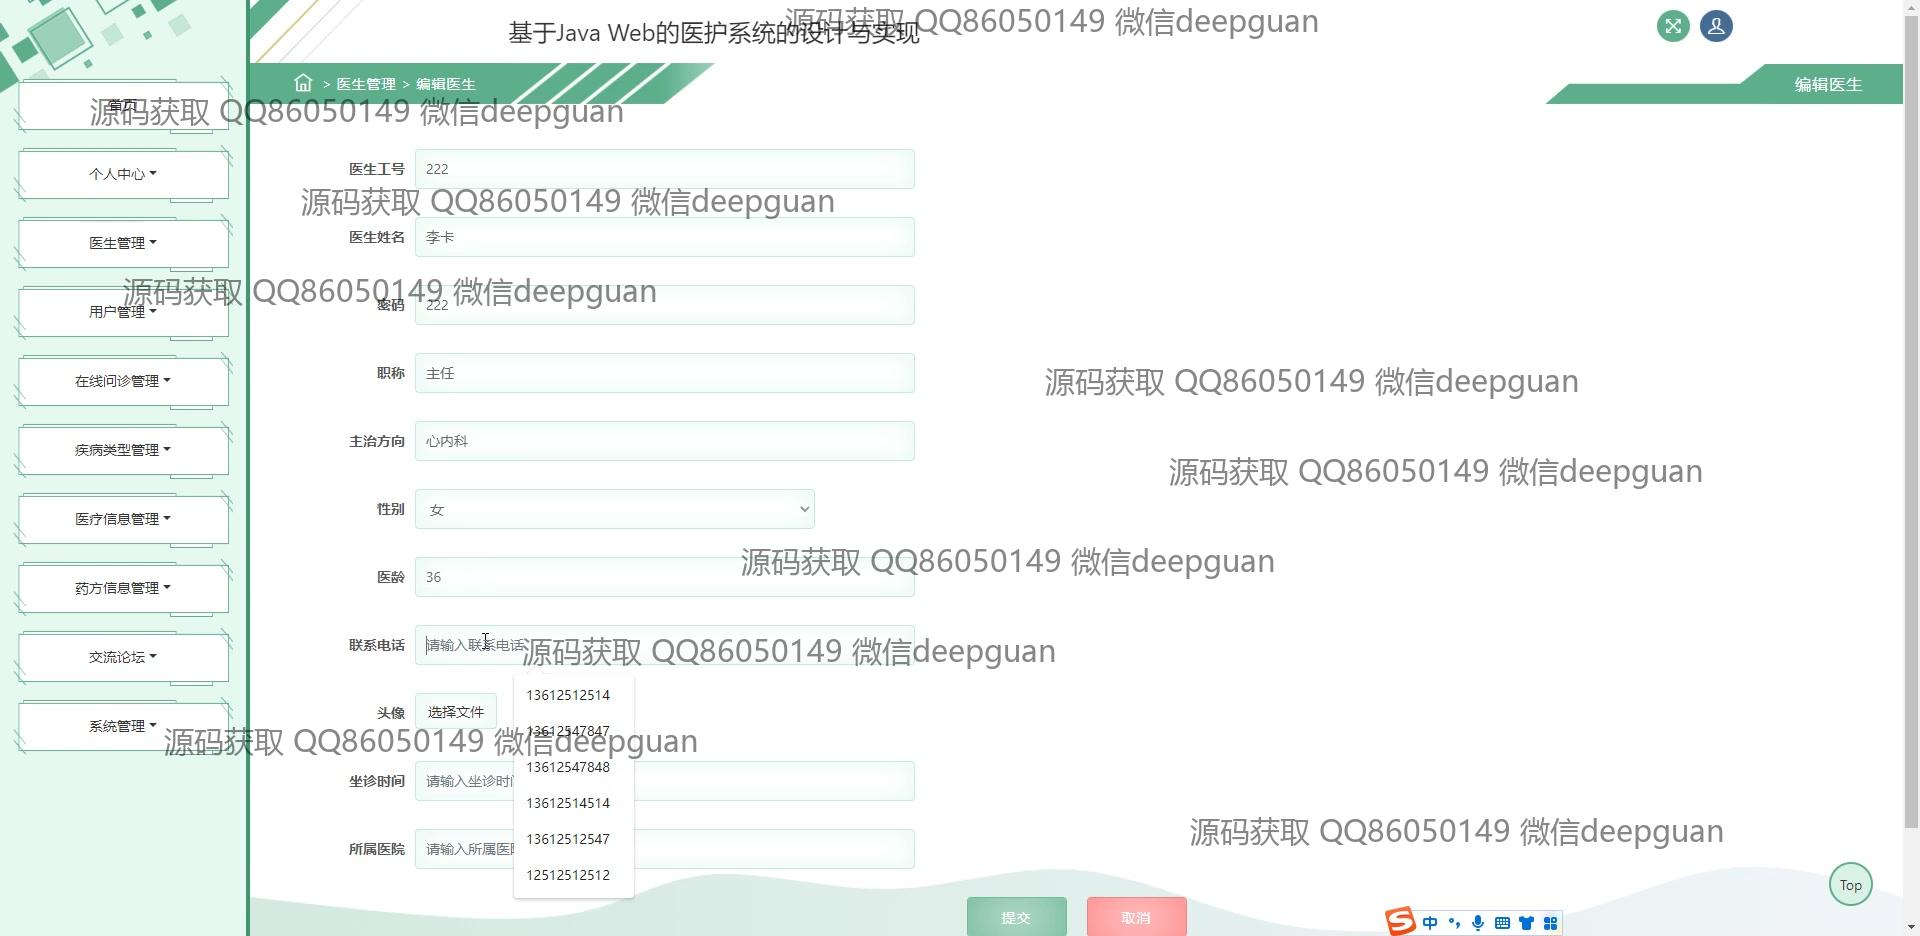 基于Java Web的医护系统的设计与实现
源码获取 QQ86050149 微信deepguan
> 医生管理 > 编辑医生
编辑医生
首页
源码获取 QQ86050149 微信deepguan
个人中心
医生管理
用户管理
在线问诊管理
疾病类型管理
医疗信息管理
药方信息管理
交流论坛
系统管理
医生工号 222
源码获取 QQ86050149 微信deepguan
医生姓名 李卡
源码获取 QQ86050149 微信deepguan
密码 222
职称 主任
源码获取 QQ86050149 微信deepguan
主治方向 心内科
源码获取 QQ86050149 微信deepguan
性别 女
源码获取 QQ86050149 微信deepguan
医龄 36
联系电话 请输入联系电话
源码获取 QQ86050149 微信deepguan
13612512514
头像 选择文件
13612547847
源码获取 QQ86050149 微信deepguan
13612547848
坐诊时间 请输入坐诊时间
13612514514
源码获取 QQ86050149 微信deepguan
13612512547
所属医院 请输入所属医
12512512512
提交 取消
Top
中